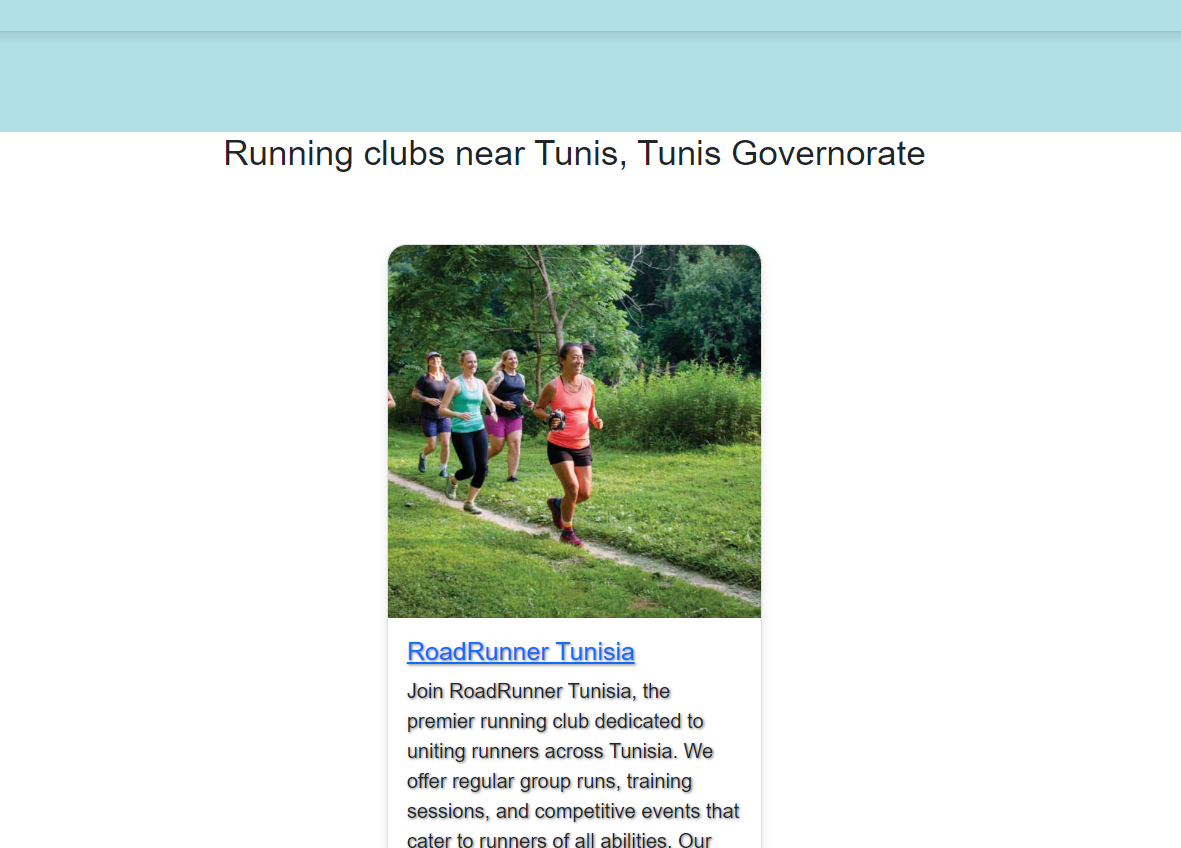 Running clubs near Tunis, Tunis Governorate
RoadRunner Tunisia
Join RoadRunner Tunisia, the
premier running club dedicated to
uniting runners across Tunisia. We
offer regular group runs, training
sessions, and competitive events that
cater to runners of all abilities. Our